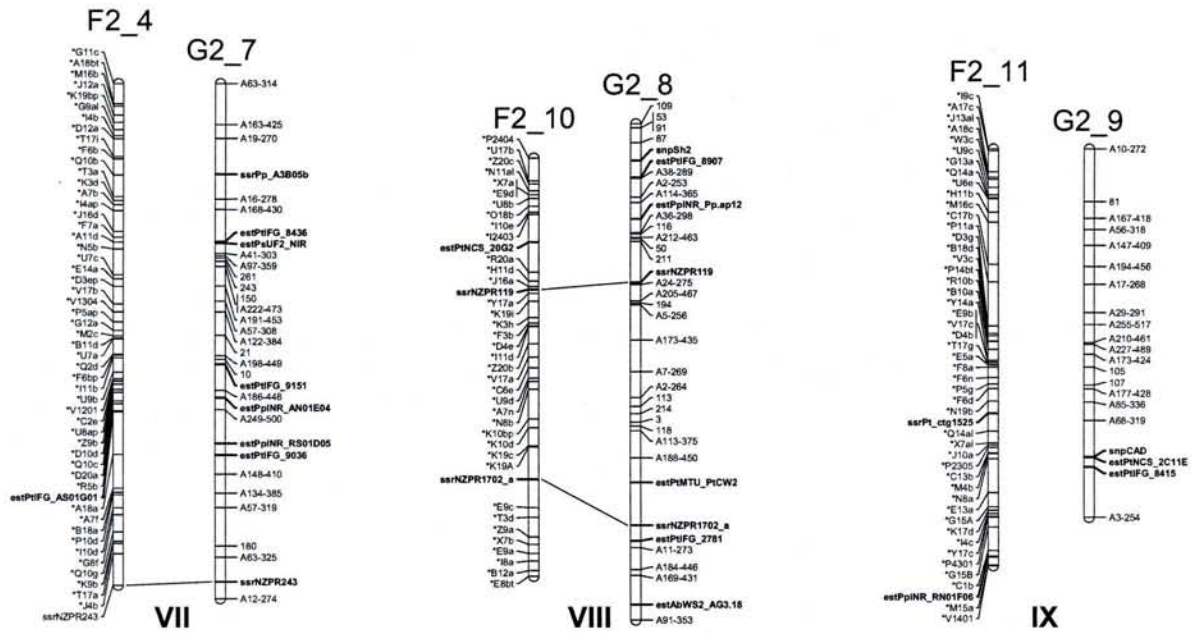 F2_4
*G11c
*A18bf
*M16b
*J12a
*K19bp
*G9al
*I4b
*D12a
*T17i
*F6b
*Q10b
*T3a
*K3d
*A7b
*I4ap
*J16d
*F7a
*A11d
*N5b
*U7c
*E14a
*D3ep
*V17b
*V1304
*P5ap
*G12a
*M2c
*B11d
*U7a
*Q2d
*F6bp
*I11b
*U9b
*V1201
*C2e
*U8ap
*Z9b
*D10d
*Q10c
*D20a
*R5b
estPtIFG_AS01G01
*A18a
*A7f
*B18a
*P10d
*I10d
*G8f
*Q10g
*K9b
*T17a
*J4b
ssrNZPR243
G2_7
A63-314
A163-425
A19-270
ssrPp_A3B05b
A16-278
A168-430
estPtIFG_8436
estPsUF2_NIR
A41-303
A97-359
261
243
150
A222-473
A191-453
A57-308
A122-384
21
A198-449
10
estPtIFG_9151
A186-448
estPpINR_AN01E04
A249-500
estPpINR_RS01D05
estPtIFG_9036
A148-410
A134-385
A57-319
180
A63-325
ssrNZPR243
A12-274
VII
F2_10
*P2404
*U17b
*Z20c
*N11al
*X7a
*E9d
*U8b
*O18b
*I10e
*I2403
estPtNCS_20G2
*R20a
*H11d
*J16a
ssrNZPR119
*Y17a
*K19i
*K3h
*F3b
*D4e
*I11d
*Z20b
*V17a
*C6e
*U9d
*A7n
*N8b
*K10bp
*K10d
*K19c
*K19A
ssrNZPR1702_a
*E9c
*T3d
*Z9a
*X7b
*E9a
*I8a
*B12a
*E8bt
G2_8
109
53
91
87
snpSh2
estPtIFG_8907
A38-289
A2-253
A114-365
estPpINR_Pp.ap12
A36-298
116
A212-463
50
211
ssrNZPR119
A24-275
A205-467
194
A5-256
A173-435
A7-269
A2-264
113
214
3
118
A113-375
A188-450
estPtMTU_PtCW2
ssrNZPR1702_a
estPtIFG_2781
A11-273
A184-446
A169-431
estAbWS2_AG3.18
A91-353
VIII
F2_11
*I9c
*A17c
*J13al
*A18c
*W3c
*U9c
*G13a
*Q14a
*U6e
*H11b
*M16c
*C17b
*P11a
*D3g
*B18d
*V3c
*P14bt
*R10b
*B10a
*Y14a
*E9b
*V17c
*D4b
*T17g
*E5a
*F8a
*F6n
*P5g
*F6d
*N19b
ssrPt_ctg1525
*Q14al
*X7al
*J10a
*P2305
*C13b
*M4b
*N8a
*E13a
*G15A
*K17d
*I4c
*Y17c
*P4301
*G15B
*C1b
estPpINR_RN01F06
*M15a
*V1401
G2_9
A10-272
81
A167-418
A56-318
A147-409
A194-456
A17-268
A29-291
A255-517
A210-461
A227-489
A173-424
105
107
A177-428
A85-336
A68-319
snpCAD
estPtNCS_2C11E
estPtIFG_8415
A3-254
IX